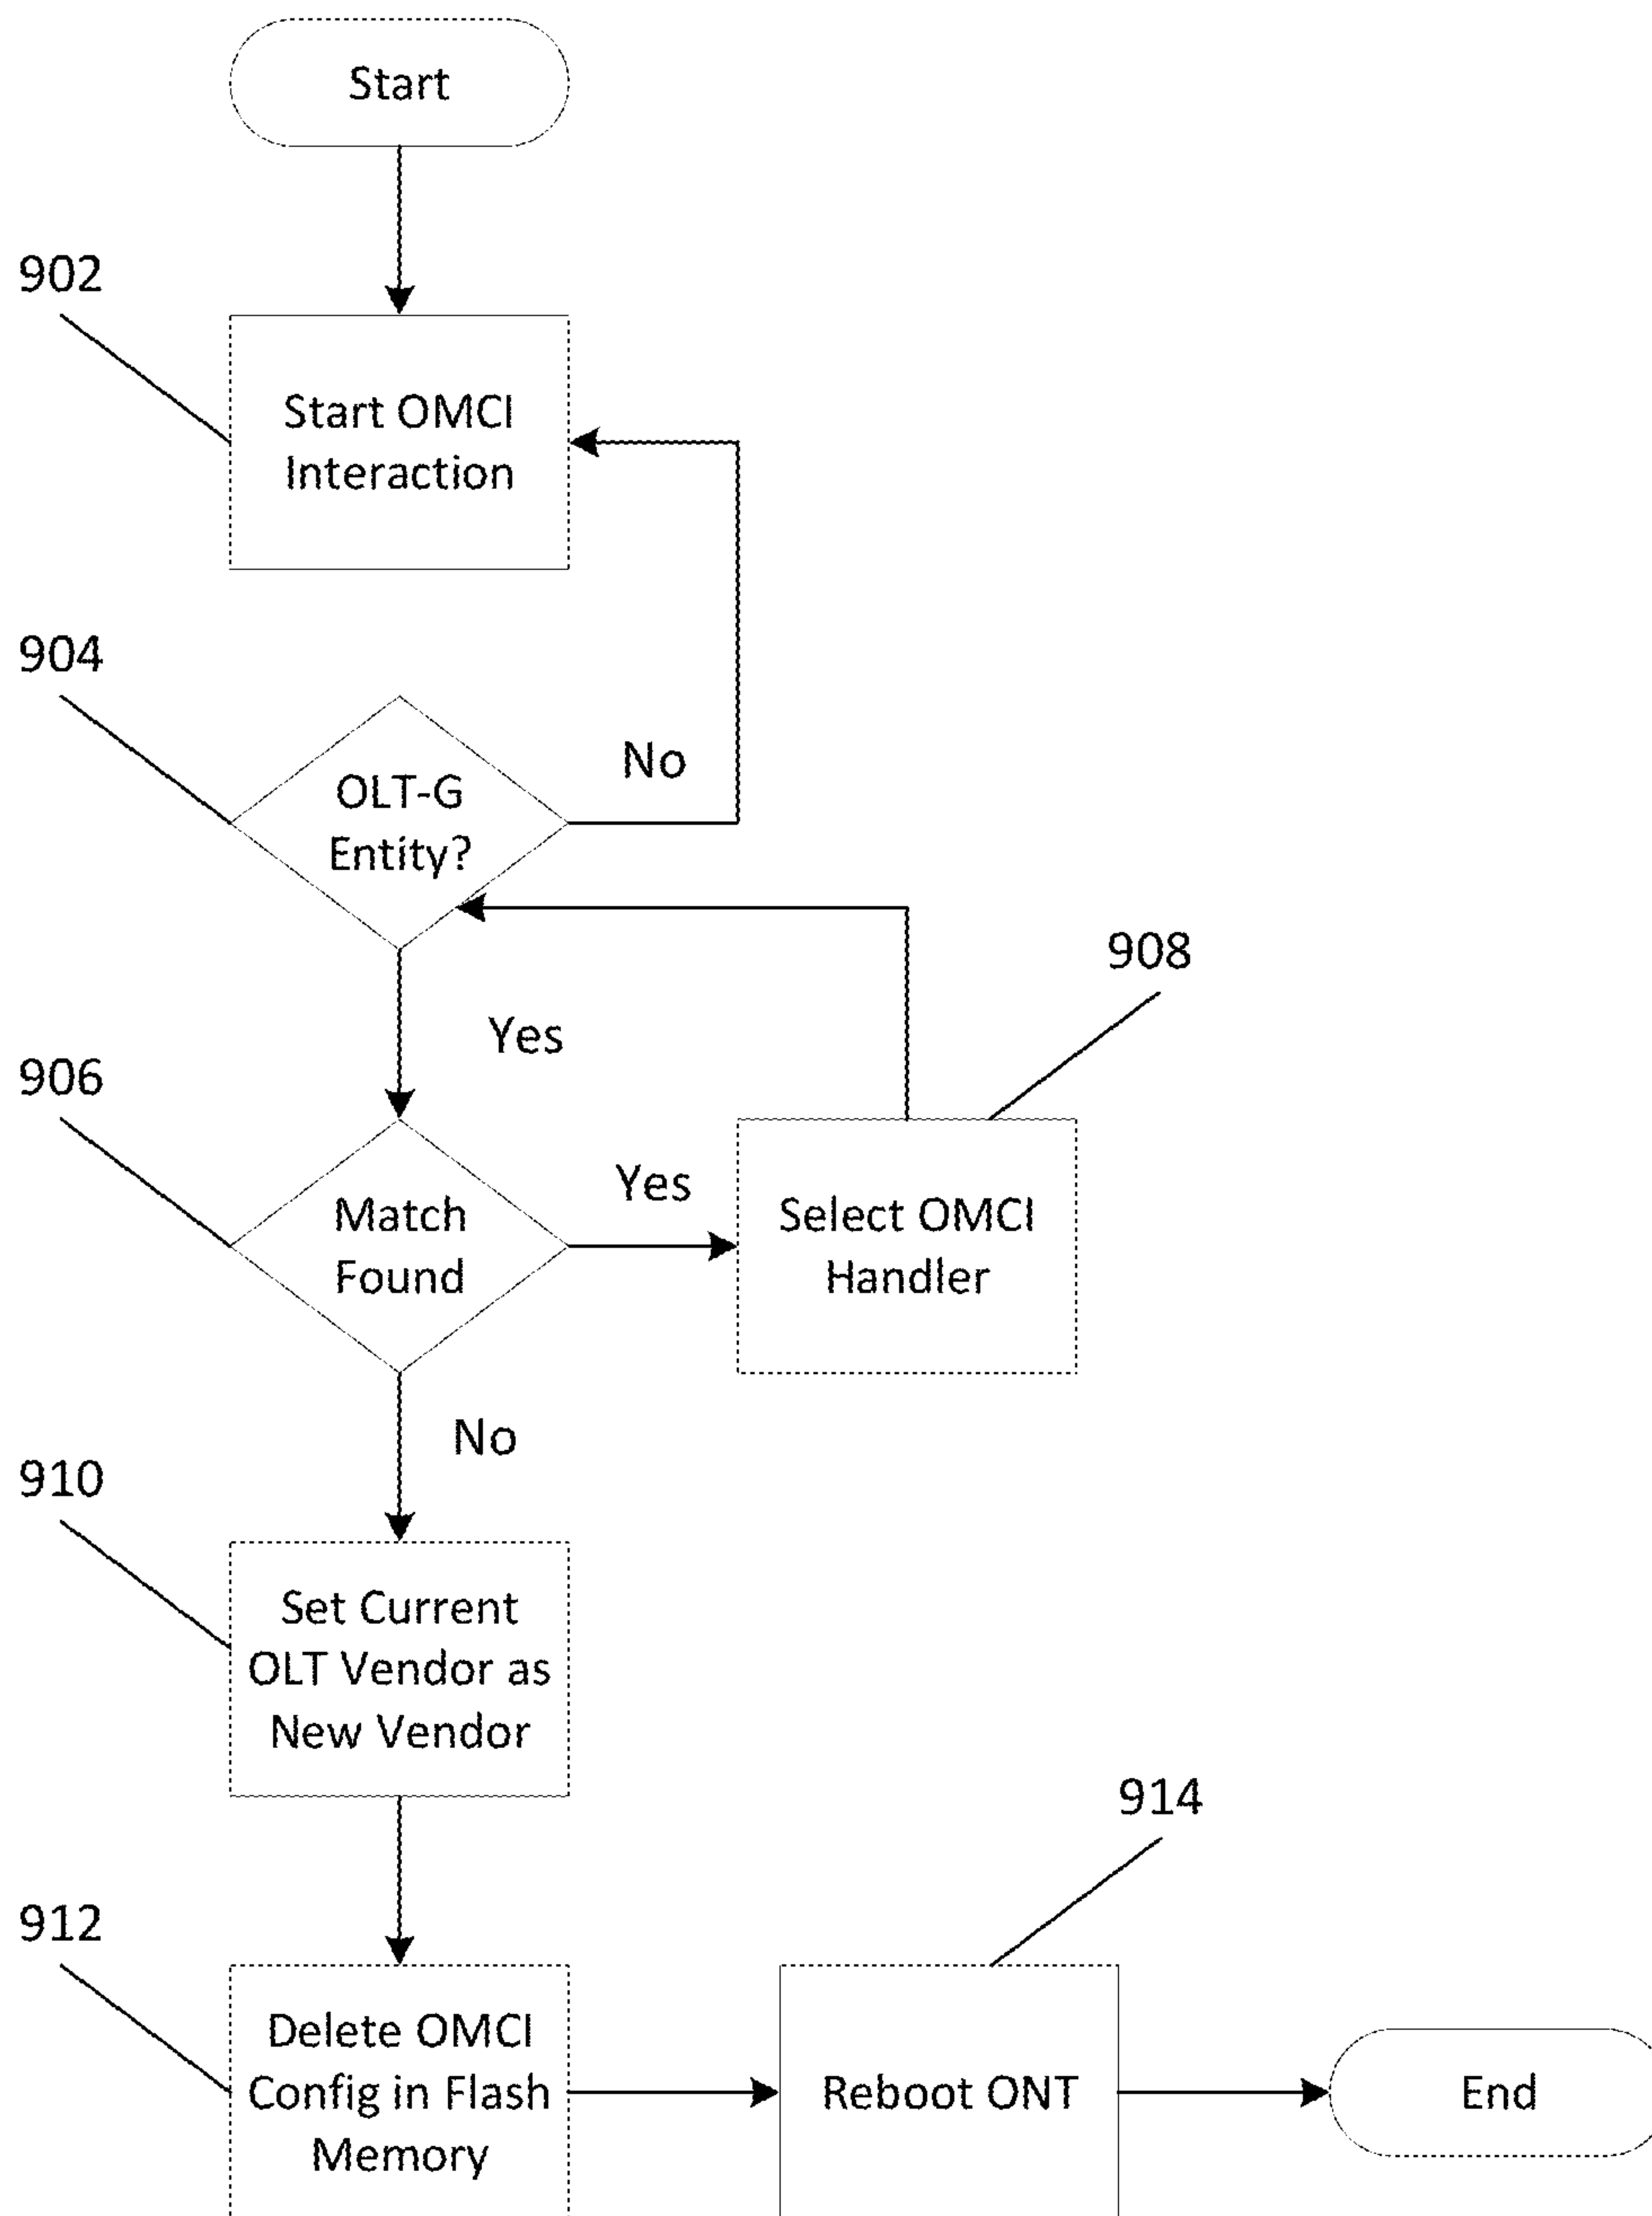 Start
902
Start OMCI
Interaction
904
OLT-G
Entity?
No
908
Yes
906
Match
Found
Yes
Select OMCI
Handler
No
910
Set Current
OLT Vendor as
New Vendor
914
912
Delete OMCI
Config in Flash
Memory
Reboot ONT
End